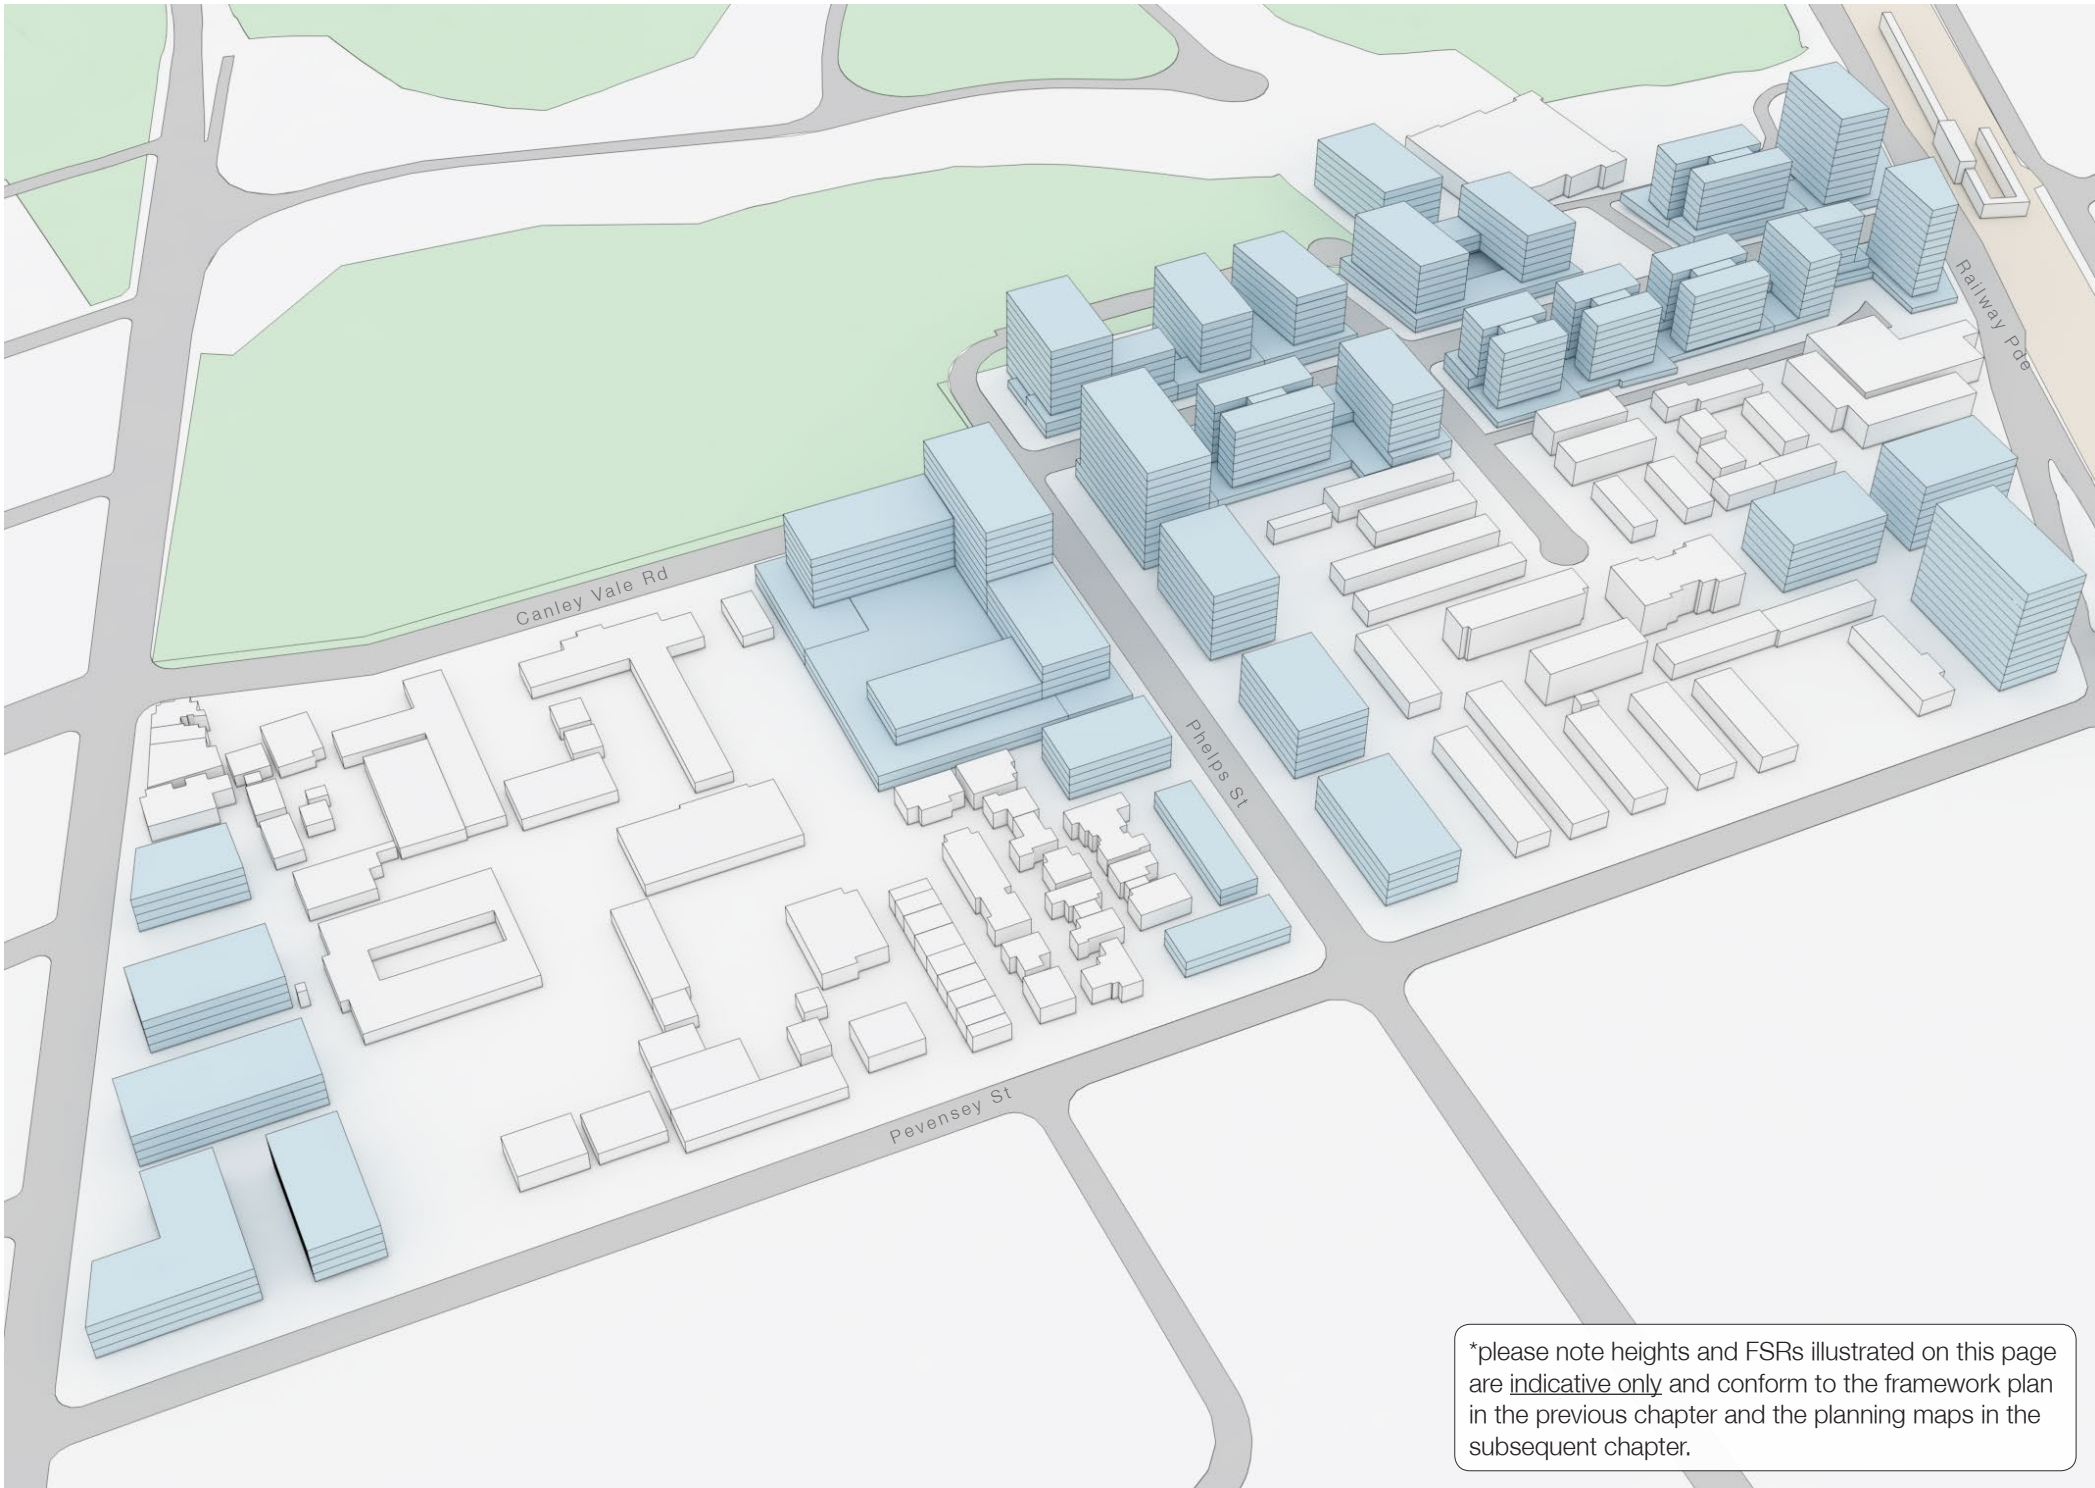 Railway Pde
Canley Vale Rd
Phelps St
Pevensey St
*please note heights and FSRs illustrated on this page
are indicative only and conform to the framework plan
in the previous chapter and the planning maps in the
subsequent chapter.